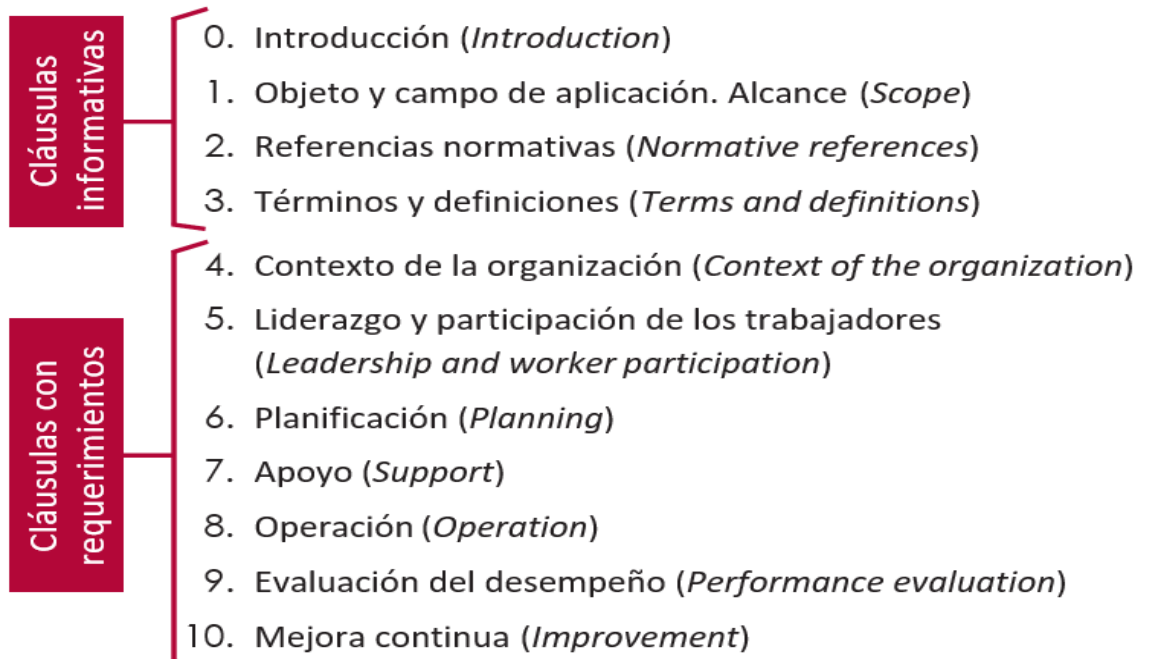 Cláusulas
informativas
0. Introducción (Introduction)
1. Objeto y campo de aplicación. Alcance (Scope)
2. Referencias normativas (Normative references)
3. Términos y definiciones (Terms and definitions)
Cláusulas con
requerimientos
4. Contexto de la organización (Context of the organization)
5. Liderazgo y participación de los trabajadores
(Leadership and worker participation)
6. Planificación (Planning)
7. Apoyo (Support)
8. Operación (Operation)
9. Evaluación del desempeño (Performance evaluation)
10. Mejora continua (Improvement)